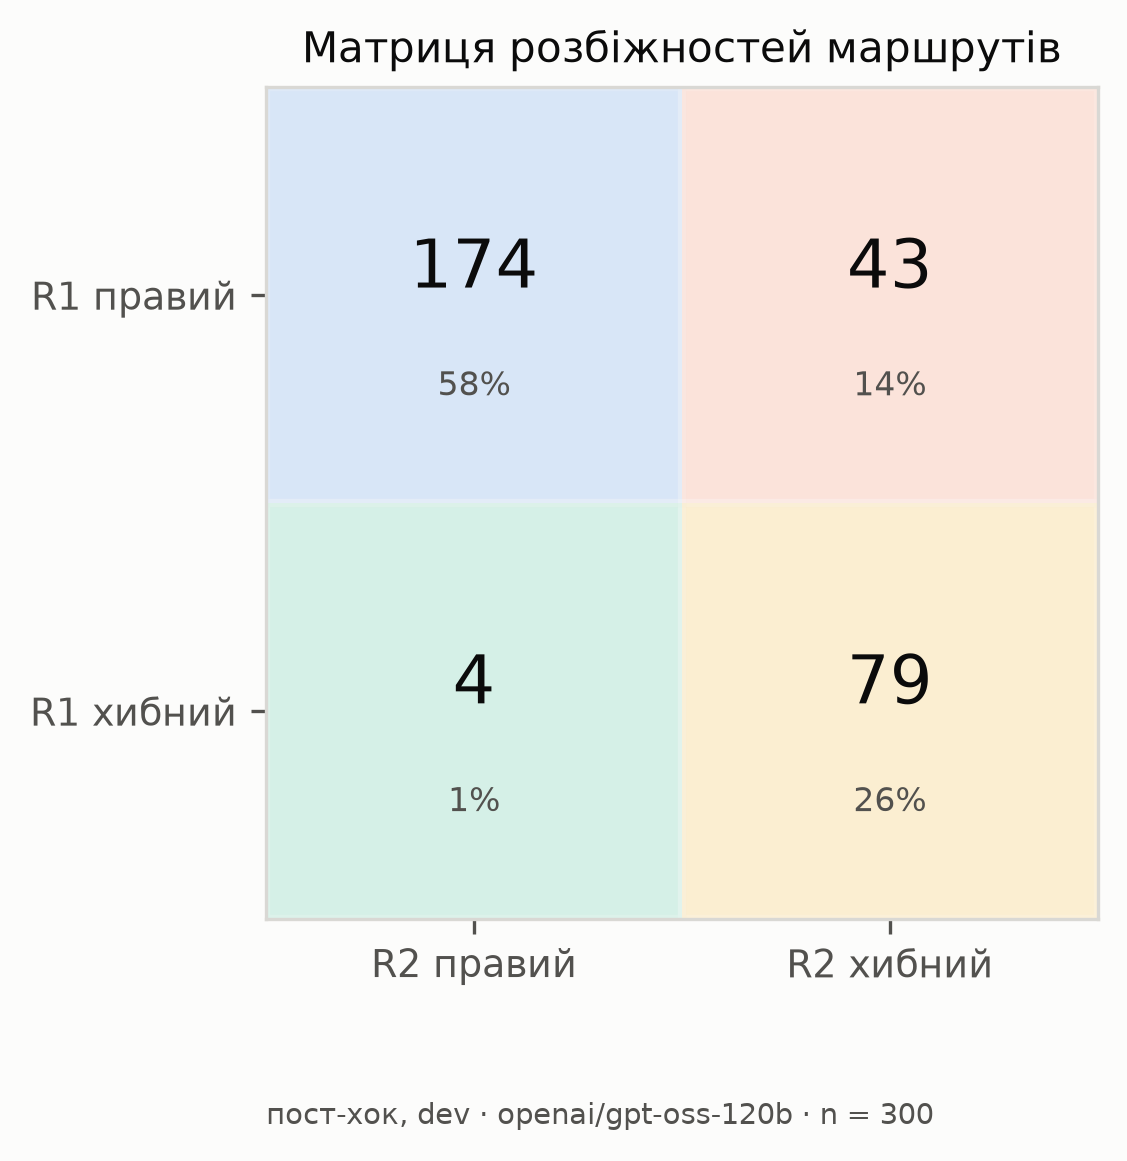 Матриця розбіжностей маршрутів
R1 правий
174
43
58%
14%
R1 хибний
4
79
1%
26%
R2 правий
R2 хибний
пост-хок, dev · openai/gpt-oss-120b · n = 300